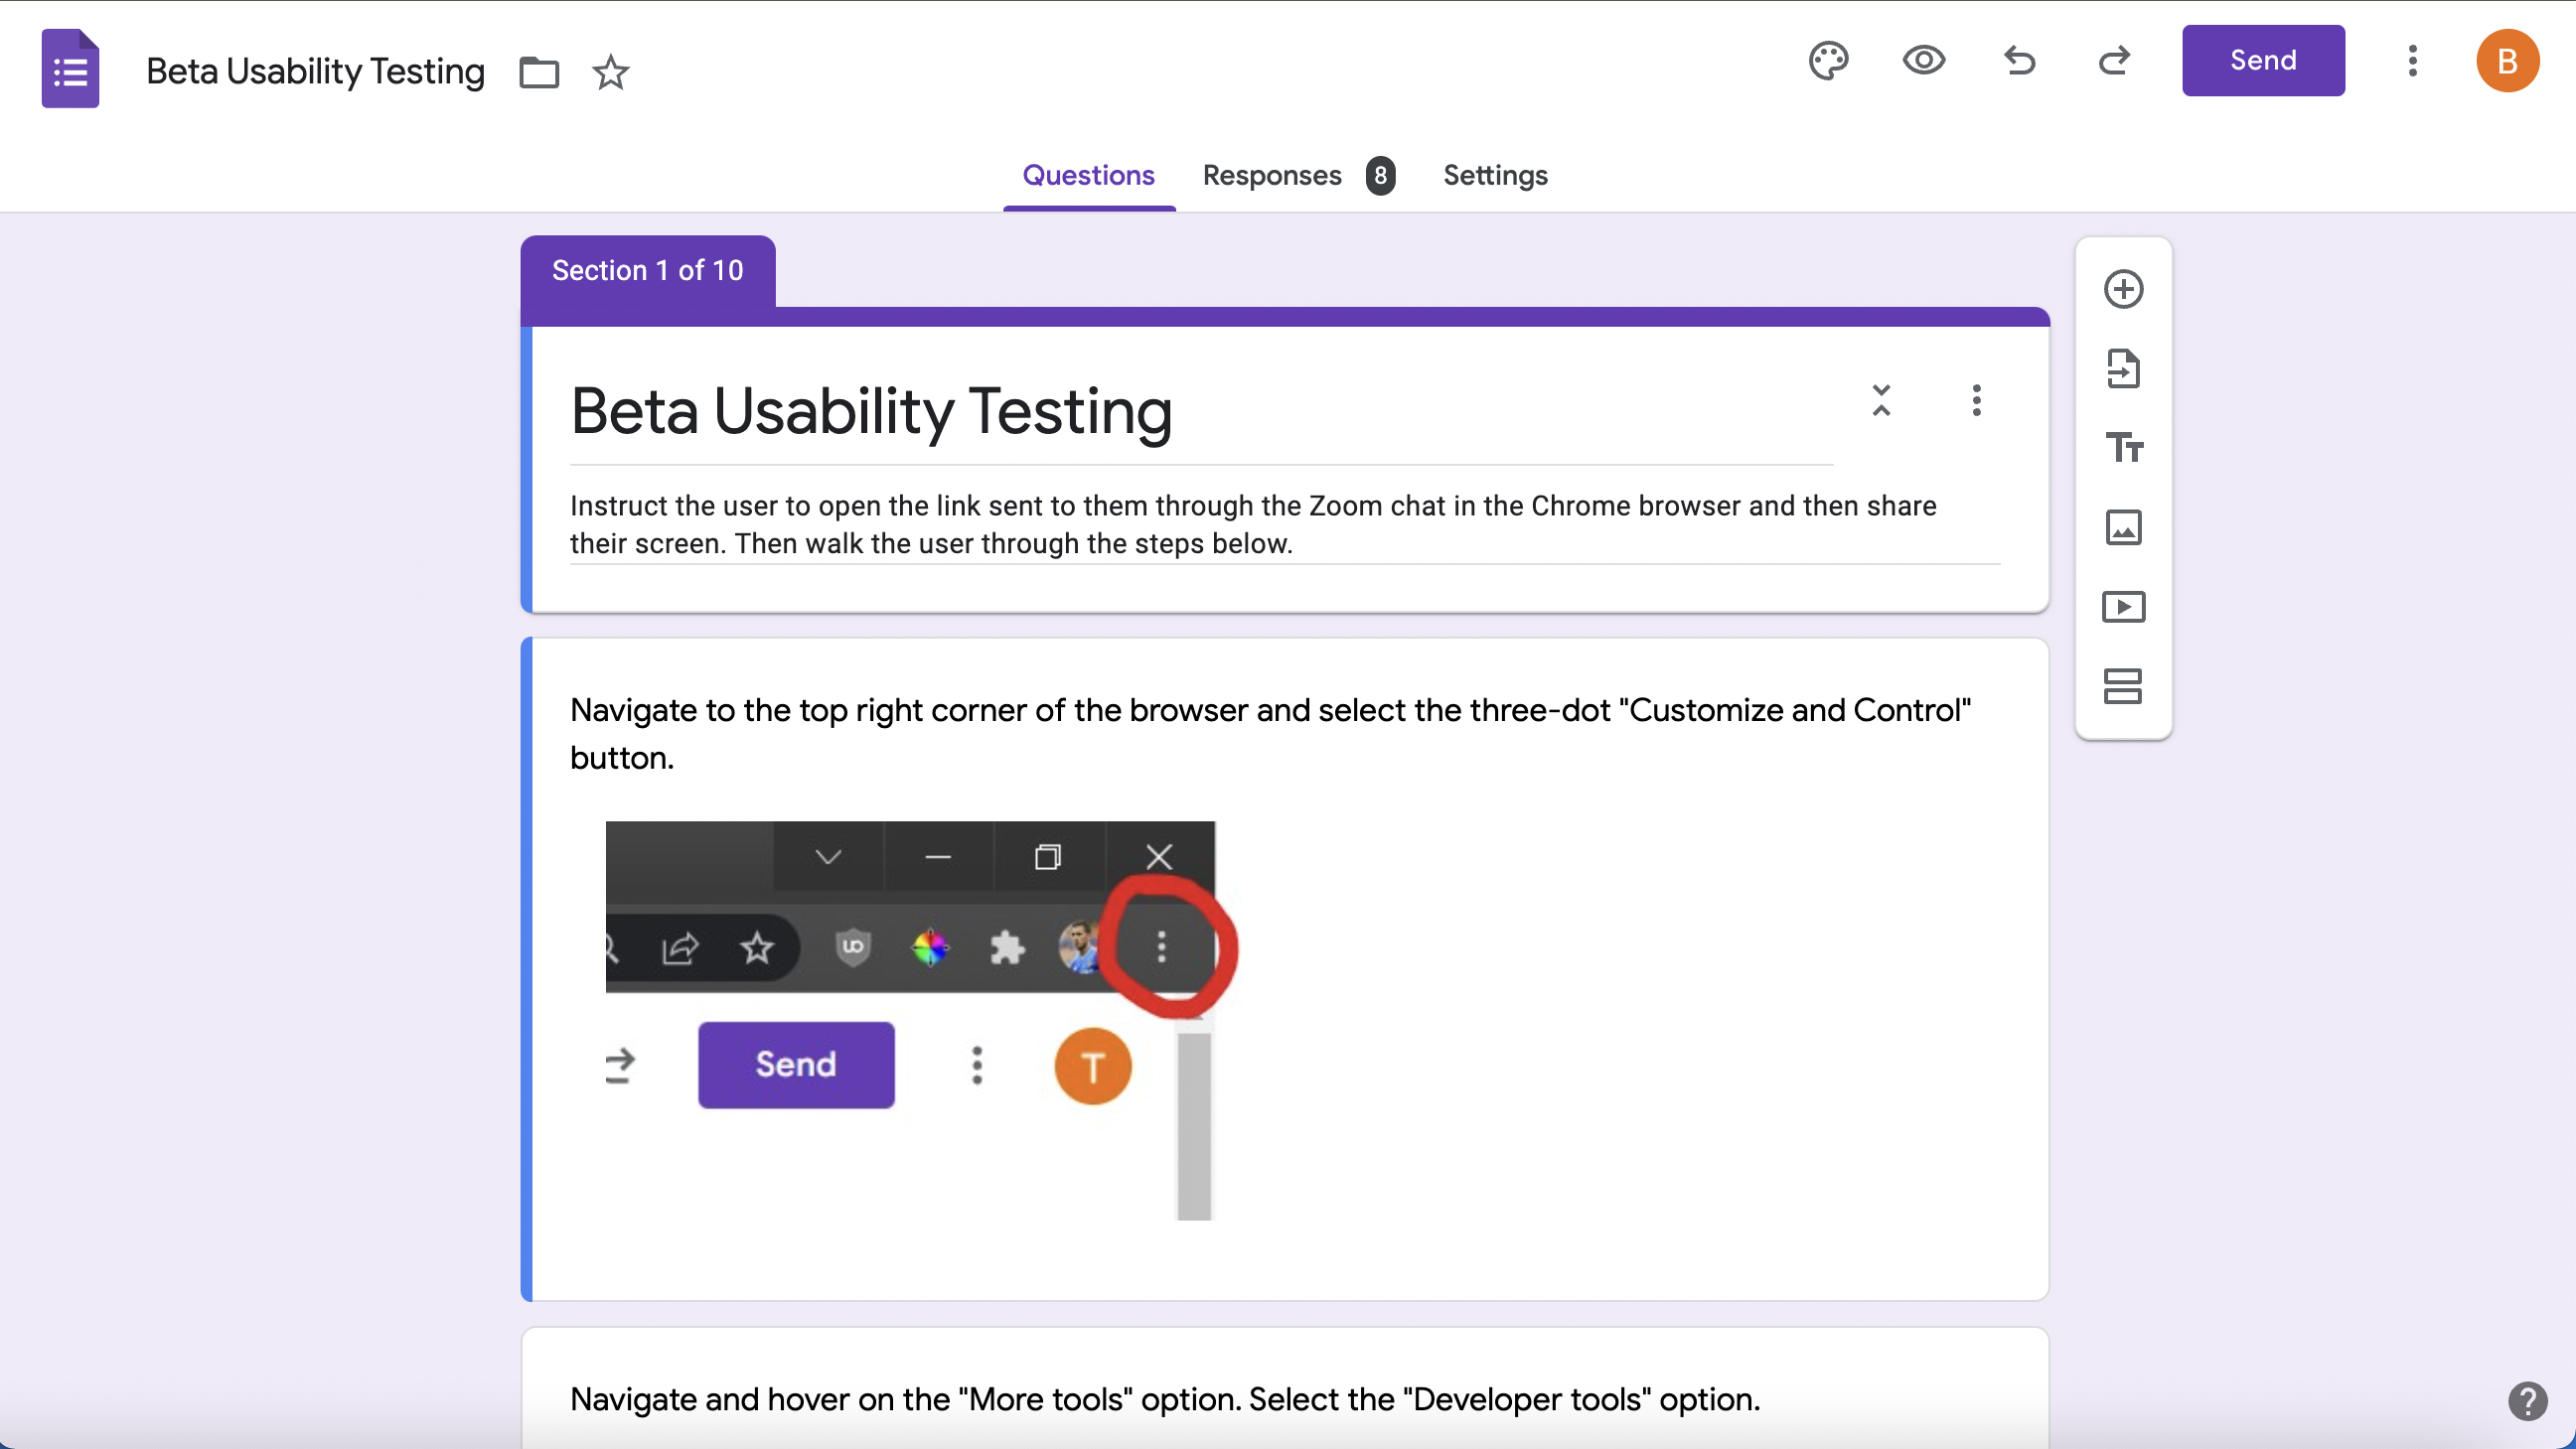 Beta Usability Testing
Send
B
Questions
Responses 8
Settings
Section 1 of 10
Beta Usability Testing
Instruct the user to open the link sent to them through the Zoom chat in the Chrome browser and then share
their screen. Then walk the user through the steps below.
Tт
Navigate to the top right corner of the browser and select the three-dot "Customize and Control"
button.
Send
T
Navigate and hover on the "More tools" option. Select the "Developer tools" option.